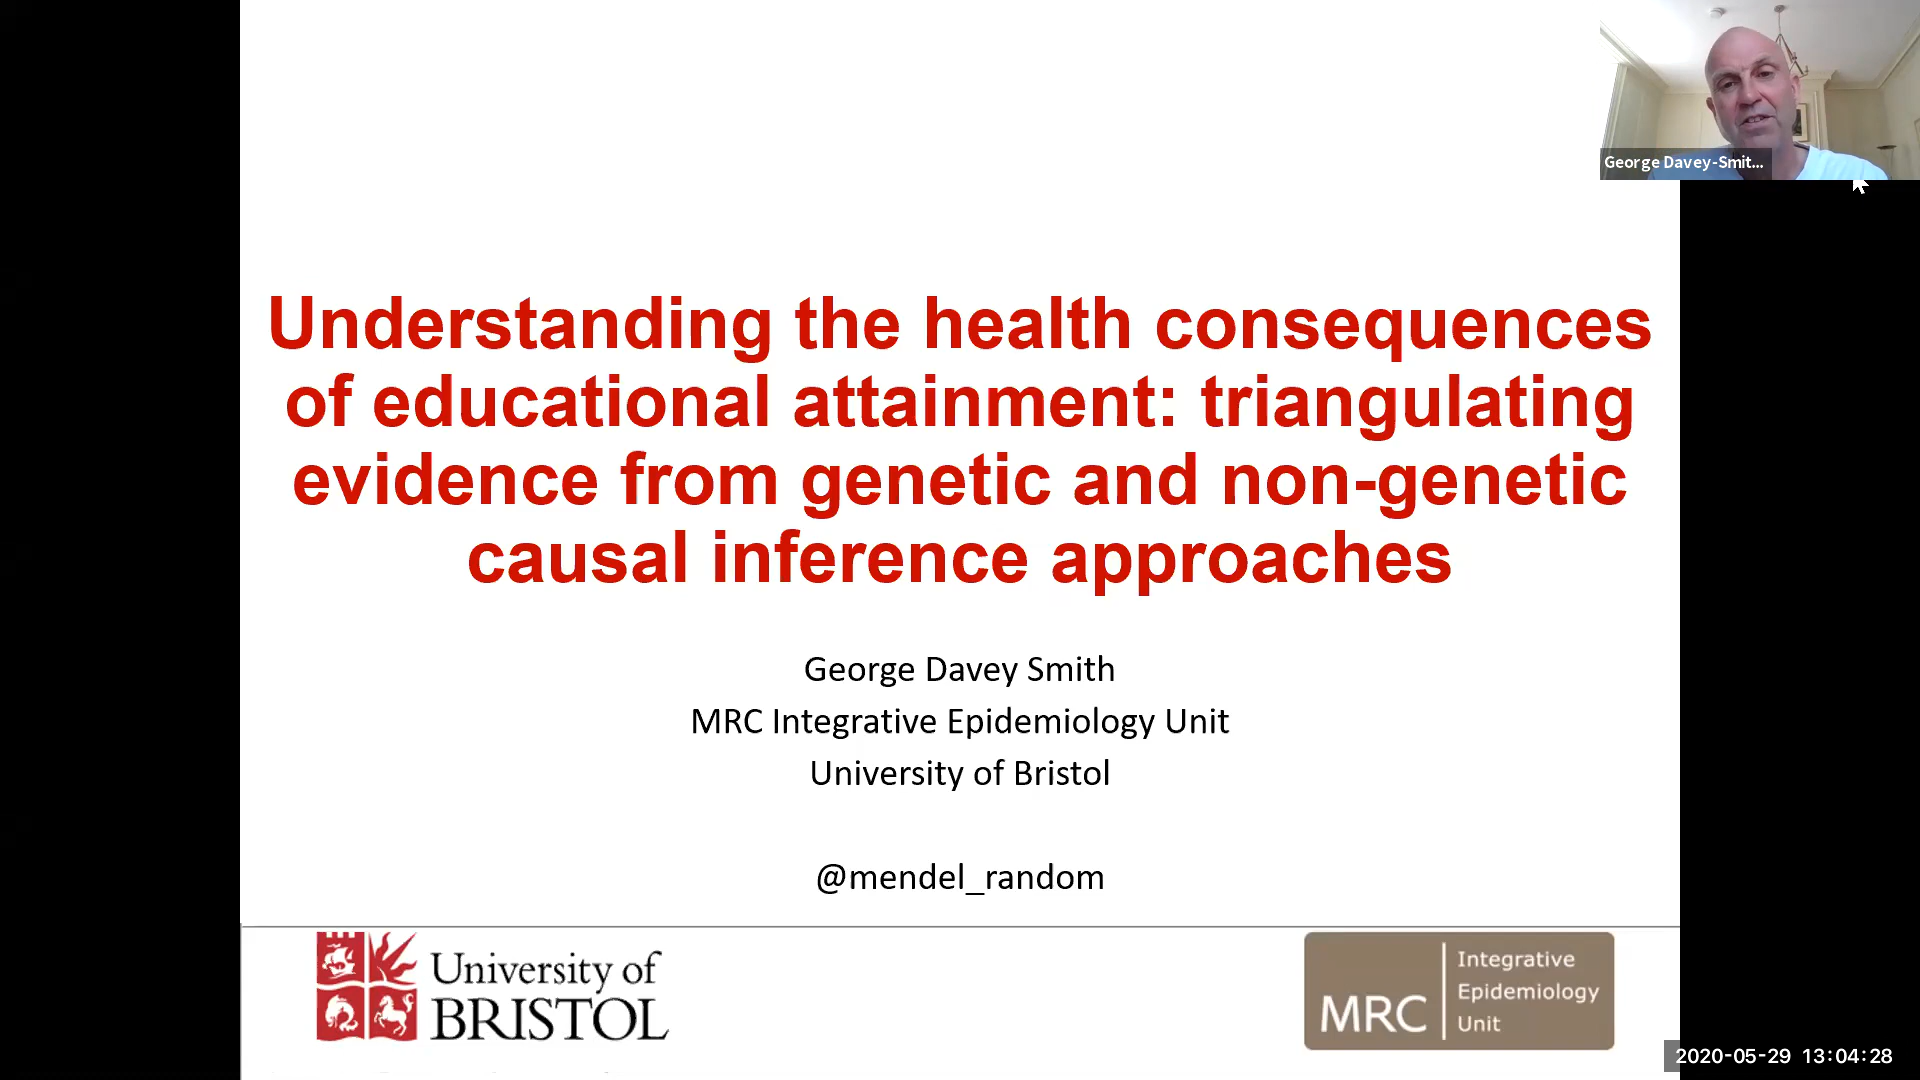 George Davey-Smit...
Understanding the health consequences
of educational attainment: triangulating
evidence from genetic and non-genetic
causal inference approaches
George Davey Smith
MRC Integrative Epidemiology Unit
University of Bristol
@mendel_random
University of
BRISTOL
MRC
Integrative
Epidemiology
Unit
2020-05-29 13:04:28